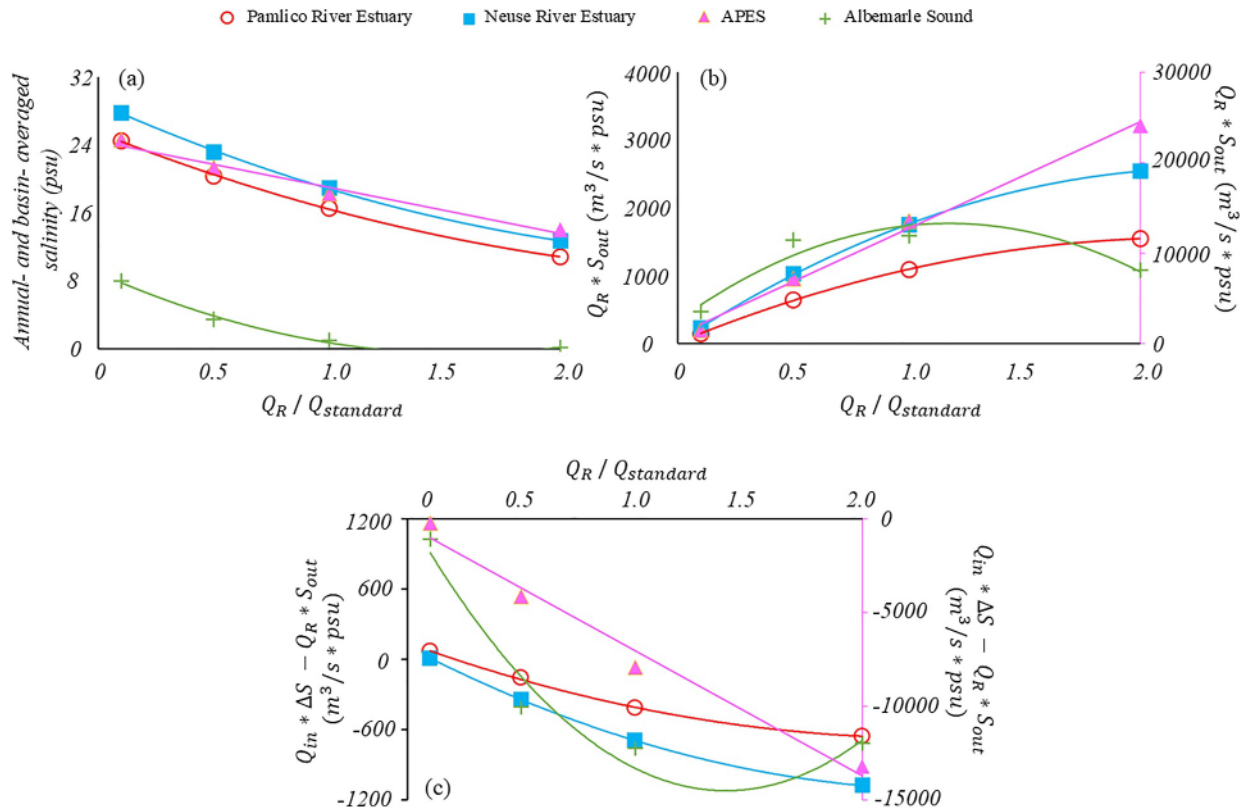 Pamlico River Estuary Neuse River Estuary APES Albemarle Sound
(a)
Annual- and basin- averaged
salinity (psu)
32
24
16
8
0
0 0.5 1.0 1.5 2.0
Q_R / Q_standard
(b)
Q_R * S_out (m³/s * psu)
4000
3000
2000
1000
0
0 0.5 1.0 1.5 2.0
Q_R / Q_standard
30000
20000
10000
0
Q_R * S_out (m³/s * psu)
Q_R / Q_standard
0 0.5 1.0 1.5 2.0
Q_in * ΔS − Q_R * S_out
(m³/s * psu)
1200
600
0
-600
-1200
(c)
0
-5000
-10000
-15000
Q_in * ΔS − Q_R * S_out
(m³/s * psu)